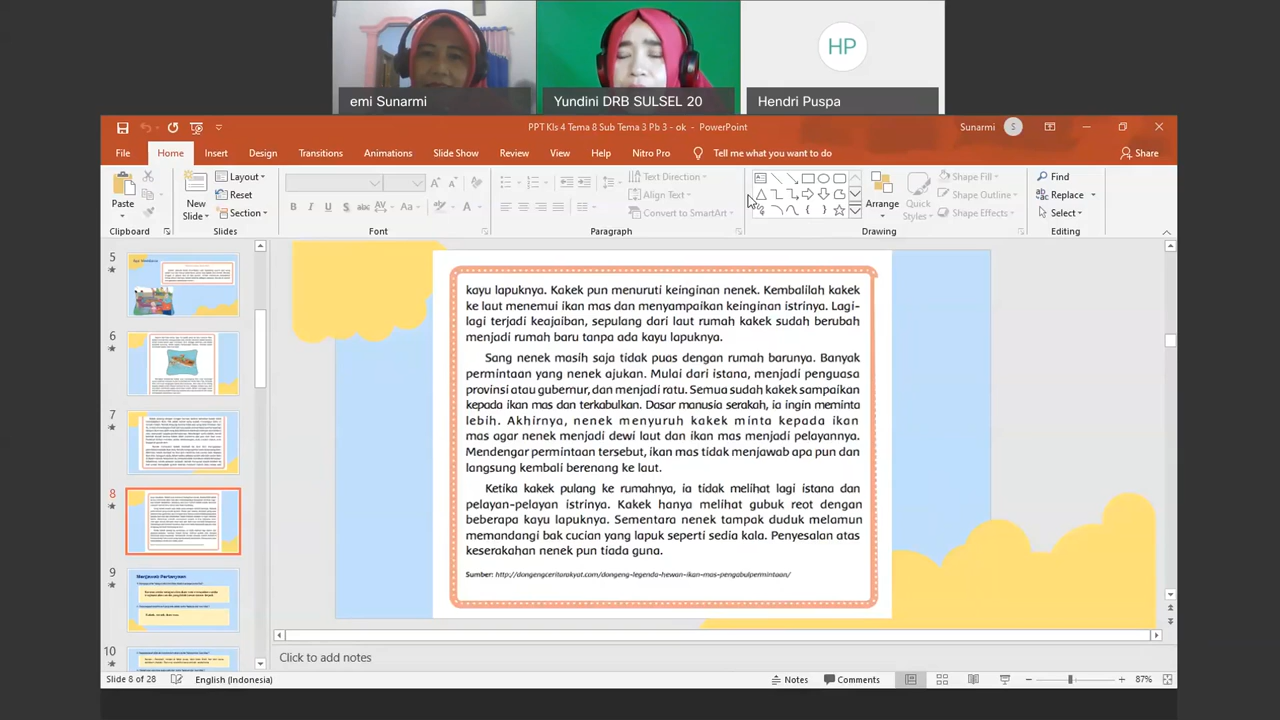 HP
emi Sunarmi
Yundini DRB SULSEL 20
Hendri Puspa
PPT Kls 4 Tema 8 Sub Tema 3 Pb 3 - ok - PowerPoint
Sunarmi
S
File
Home
Insert
Design
Transitions
Animations
Slide Show
Review
View
Help
Nitro Pro
Tell me what you want to do
Share
Paste
Clipboard
New
Slide
Layout
Reset
Section
Slides
Font
Text Direction
Align Text
Convert to SmartArt
Paragraph
Arrange
Quick
Styles
Shape Fill
Shape Outline
Shape Effects
Drawing
Find
Replace
Select
Editing
5
6
7
8
9
Menjawab Pertanyaan
10
kayu lapuknya. Kakek pun menuruti keinginan nenek. Kembalilah kakek
ke laut menemui ikan mas dan menyampaikan keinginan istrinya. Lagi-
lagi terjadi keajaiban, sepulang dari laut rumah kakek sudah berubah
menjadi rumah baru tanpa ada kayu lapuknya.
Sang nenek masih saja tidak puas dengan rumah barunya. Banyak
permintaan yang nenek ajukan. Mulai dari istana, menjadi penguasa
provinsi atau gubernur, dan menjadi ratu. Semua sudah kakek sampaikan
kepada ikan mas dan terkabulkan. Dasar manusia serakah, ia ingin meminta
lebih. Akhirnya, nenek menyuruh kakek minta kepada ikan
mas agar nenek menjadi dewi laut dan ikan mas menjadi pelayannya.
Mendengar permintaan ikan mas tidak menjawab apa pun dan
langsung kembali berenang ke laut.
Ketika kakek pulang ke rumahnya, ia tidak melihat lagi istana dan
pelayan-pelayan istrinya. Kakek hanya melihat gubuk reot dengan
beberapa kayu lapuknya. Sementara nenek tampak duduk melamun
memandangi bak cucian yang lapuk seperti sedia kala. Penyesalan atas
keserakahan nenek pun tiada guna.
Sumber: http://dongengceritarakyat.com/dongeng-legenda-hewan-ikan-mas-pengabulpermintaan/
Click to add notes
Slide 8 of 28
English (Indonesia)
Notes
Comments
87%